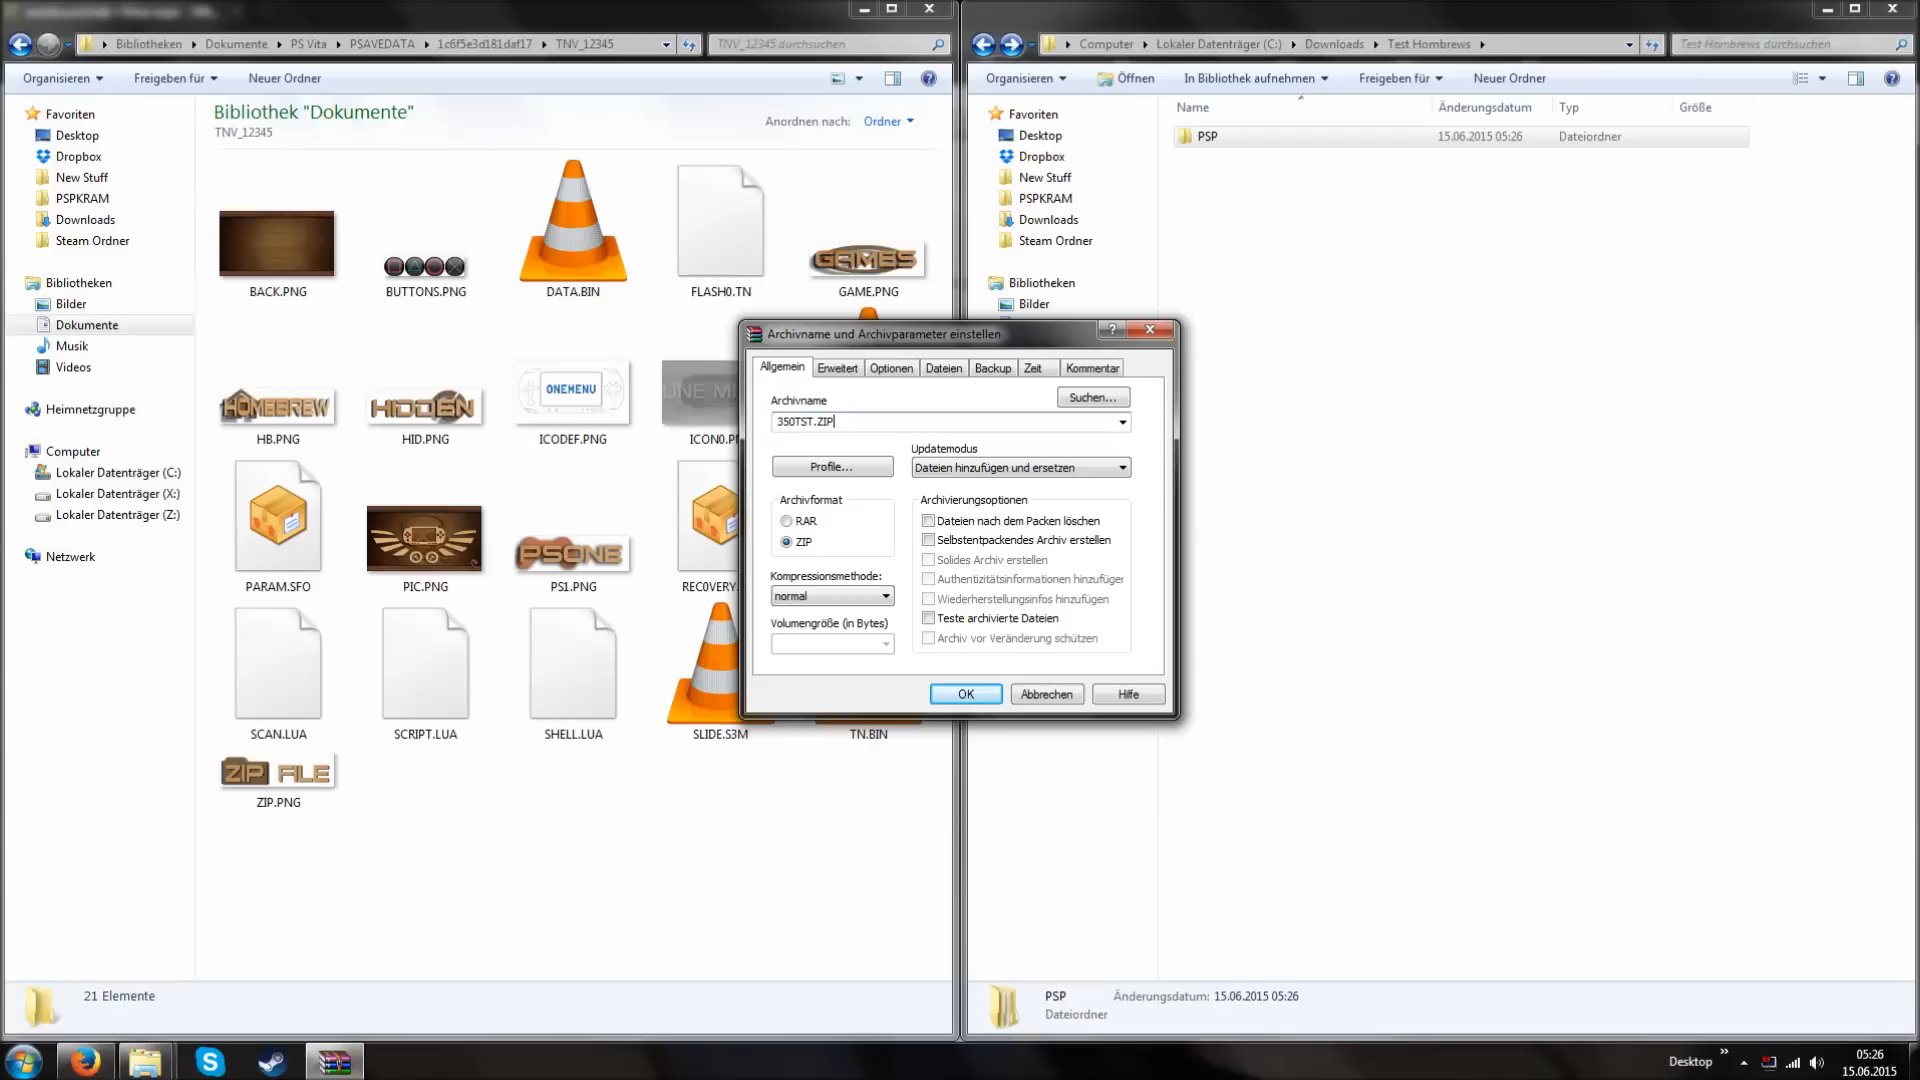 Bibliotheken
Dokumente
PS Vita
PSAVEDATA
1c6f5e3d181daf17
TNV_12345
TNV_12345 durchsuchen
Organisieren
Freigeben für
Neuer Ordner
Favoriten
Desktop
Dropbox
New Stuff
PSPKRAM
Downloads
Steam Ordner
Bibliotheken
Bilder
Dokumente
Musik
Videos
Heimnetzgruppe
Computer
Lokaler Datenträger (C:)
Lokaler Datenträger (X:)
Lokaler Datenträger (Z:)
Netzwerk
Bibliothek "Dokumente"
TNV_12345
Anordnen nach: Ordner
GAMES
BACK.PNG
BUTTONS.PNG
DATA.BIN
FLASH0.TN
GAME.PNG
HOMEBREW
HIDDEN
ONEMENU
HB.PNG
HID.PNG
ICODEF.PNG
PSONE
PARAM.SFO
PIC.PNG
PS1.PNG
SCAN.LUA
SCRIPT.LUA
SHELL.LUA
SLIDE.S3M
TN.BIN
ZIP FILE
ZIP.PNG
21 Elemente
Computer
Lokaler Datenträger (C:)
Downloads
Test Hombrews
Test Hombrews durchsuchen
Organisieren
Öffnen
In Bibliothek aufnehmen
Freigeben für
Neuer Ordner
Favoriten
Desktop
Dropbox
New Stuff
PSPKRAM
Downloads
Steam Ordner
Bibliotheken
Bilder
Name
Änderungsdatum
Typ
Größe
PSP
15.06.2015 05:26
Dateiordner
PSP
Änderungsdatum: 15.06.2015 05:26
Dateiordner
Archivname und Archivparameter einstellen
?
Allgemein
Erweitert
Optionen
Dateien
Backup
Zeit
Kommentar
Archivname
Suchen...
350TST.ZIP
Profile...
Updatemodus
Dateien hinzufügen und ersetzen
Archivformat
RAR
ZIP
Kompressionsmethode:
normal
Volumengröße (in Bytes)
Archivierungsoptionen
Dateien nach dem Packen löschen
Selbstentpackendes Archiv erstellen
Solides Archiv erstellen
Authentizitätsinformationen hinzufügen
Wiederherstellungsinfos hinzufügen
Teste archivierte Dateien
Archiv vor Veränderung schützen
OK
Abbrechen
Hilfe
Desktop
05:26
15.06.2015